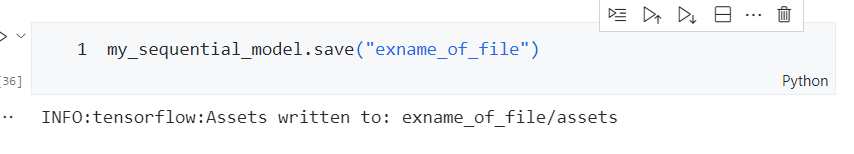 1 my_sequential_model.save("exname_of_file")
[36]
Python
INFO:tensorflow:Assets written to: exname_of_file/assets